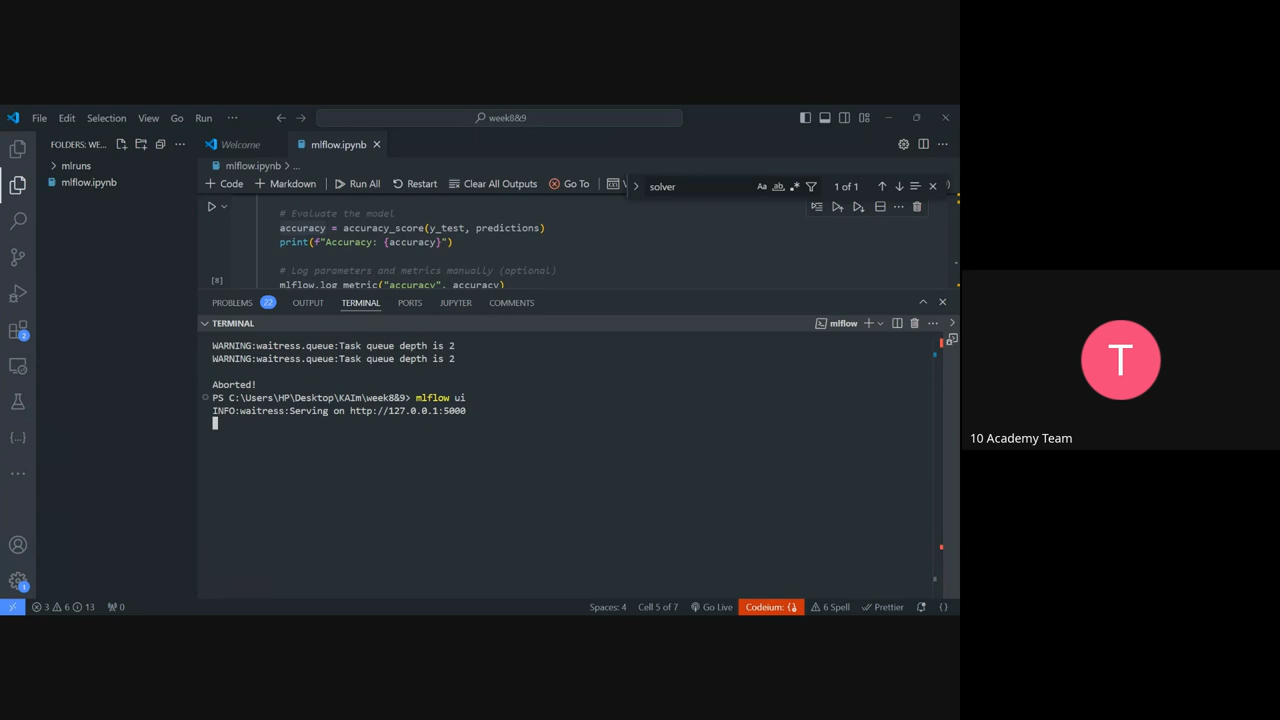 File Edit Selection View Go Run ··· week8&9
FOLDERS: WE... Welcome mlflow.ipynb
mlruns
mlflow.ipynb
mlflow.ipynb > ...
+ Code + Markdown Run All Restart Clear All Outputs Go To
solver Aa ab 1 of 1
# Evaluate the model
accuracy = accuracy_score(y_test, predictions)
print(f"Accuracy: {accuracy}")
# Log parameters and metrics manually (optional)
[8] mlflow.log_metric("accuracy", accuracy)
PROBLEMS 22 OUTPUT TERMINAL PORTS JUPYTER COMMENTS
TERMINAL mlflow
WARNING:waitress.queue:Task queue depth is 2
WARNING:waitress.queue:Task queue depth is 2
Aborted!
PS C:\Users\HP\Desktop\KAIm\week8&9> mlflow ui
INFO:waitress:Serving on http://127.0.0.1:5000
2
1
3 6 13 0 Spaces: 4 Cell 5 of 7 Go Live Codeium: {} 6 Spell Prettier {}
T
10 Academy Team